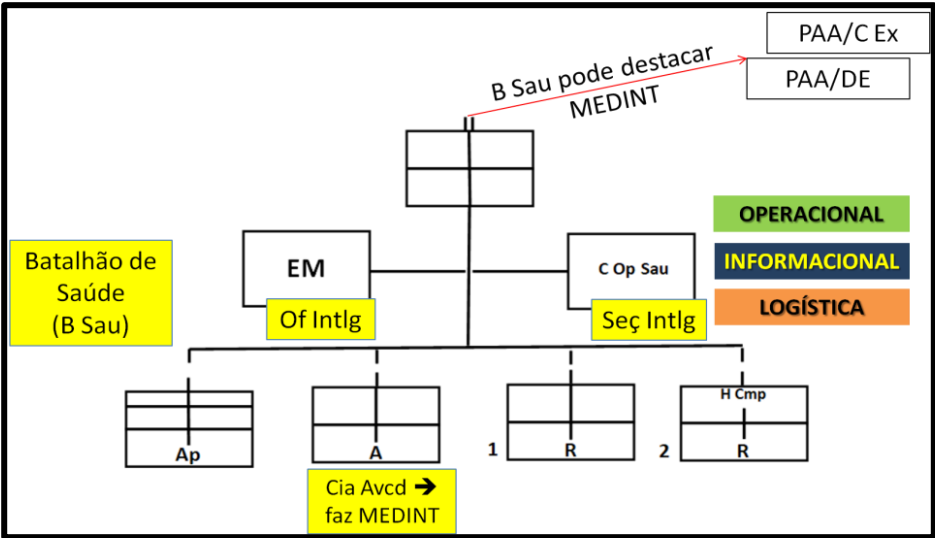 PAA/C Ex
B Sau pode destacar
MEDINT
PAA/DE
OPERACIONAL
INFORMACIONAL
LOGÍSTICA
Batalhão de
Saúde
(B Sau)
EM
Of Intlg
C Op Sau
Seç Intlg
Ap
A
1
R
H Cmp
2
R
Cia Avcd ➔
faz MEDINT